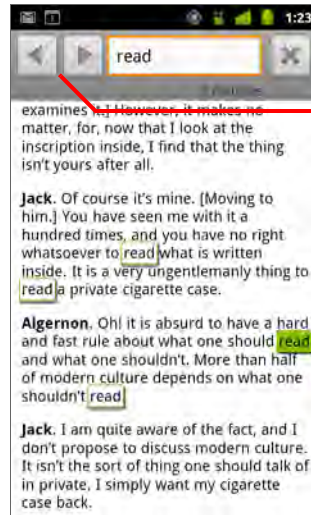 1:23
read
examines it.] However, it makes no
matter, for, now that I look at the
inscription inside, I find that the thing
isn't yours after all.
Jack. Of course it's mine. [Moving to
him.] You have seen me with it a
hundred times, and you have no right
whatsoever to read what is written
inside. It is a very ungentlemanly thing to
read a private cigarette case.
Algernon. Oh! it is absurd to have a hard
and fast rule about what one should read
and what one shouldn't. More than half
of modern culture depends on what one
shouldn't read.
Jack. I am quite aware of the fact, and I
don't propose to discuss modern culture.
It isn't the sort of thing one should talk of
in private. I simply want my cigarette
case back.